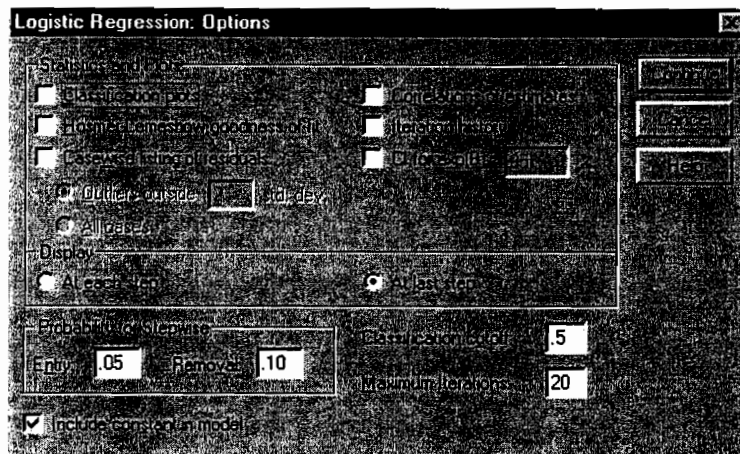 Logistic Regression: Options
Statistics and Plots
Classification plots
Correlations of estimates
Hosmer-Lemeshow goodness-of-fit
Iteration history
Casewise listing of residuals
CI for exp(B):
Outliers outside
std. dev.
All cases
Display
At each step
At last step
Probability for Stepwise
Entry: .05
Removal: .10
Classification cutoff: .5
Maximum Iterations: 20
Include constant in model
Continue
Cancel
Help